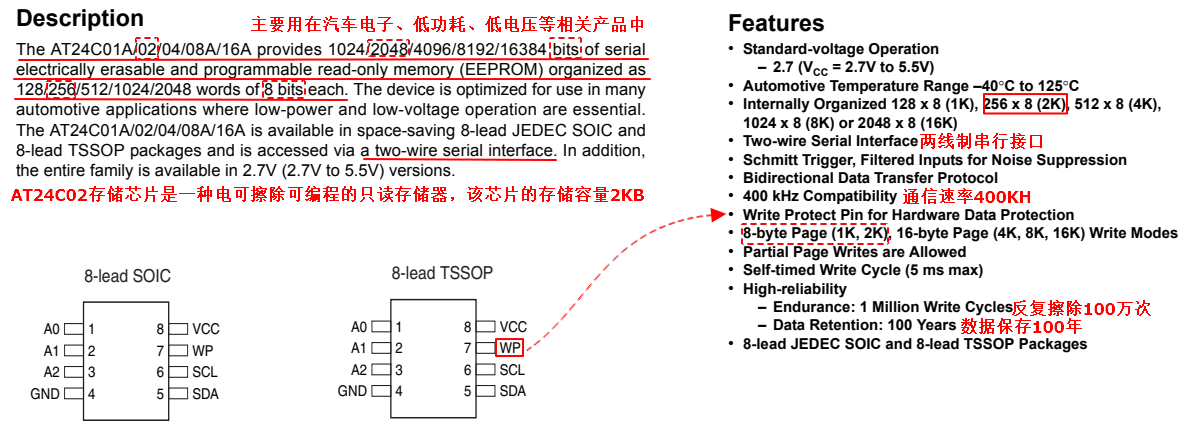 Description
主要用在汽车电子、低功耗、低电压等相关产品中
The AT24C01A/02/04/08A/16A provides 1024/2048/4096/8192/16384 bits of serial
electrically erasable and programmable read-only memory (EEPROM) organized as
128/256/512/1024/2048 words of 8 bits each. The device is optimized for use in many
automotive applications where low-power and low-voltage operation are essential.
The AT24C01A/02/04/08A/16A is available in space-saving 8-lead JEDEC SOIC and
8-lead TSSOP packages and is accessed via a two-wire serial interface. In addition,
the entire family is available in 2.7V (2.7V to 5.5V) versions.
AT24C02存储芯片是一种电可擦除可编程的只读存储器，该芯片的存储容量2KB
8-lead SOIC
A0 1 8 VCC
A1 2 7 WP
A2 3 6 SCL
GND 4 5 SDA
8-lead TSSOP
A0 1 8 VCC
A1 2 7 WP
A2 3 6 SCL
GND 4 5 SDA
Features
• Standard-voltage Operation
– 2.7 (VCC = 2.7V to 5.5V)
• Automotive Temperature Range –40°C to 125°C
• Internally Organized 128 x 8 (1K), 256 x 8 (2K), 512 x 8 (4K),
1024 x 8 (8K) or 2048 x 8 (16K)
• Two-wire Serial Interface 两线制串行接口
• Schmitt Trigger, Filtered Inputs for Noise Suppression
• Bidirectional Data Transfer Protocol
• 400 kHz Compatibility 通信速率400KH
• Write Protect Pin for Hardware Data Protection
• 8-byte Page (1K, 2K), 16-byte Page (4K, 8K, 16K) Write Modes
• Partial Page Writes are Allowed
• Self-timed Write Cycle (5 ms max)
• High-reliability
– Endurance: 1 Million Write Cycles 反复擦除100万次
– Data Retention: 100 Years 数据保存100年
• 8-lead JEDEC SOIC and 8-lead TSSOP Packages